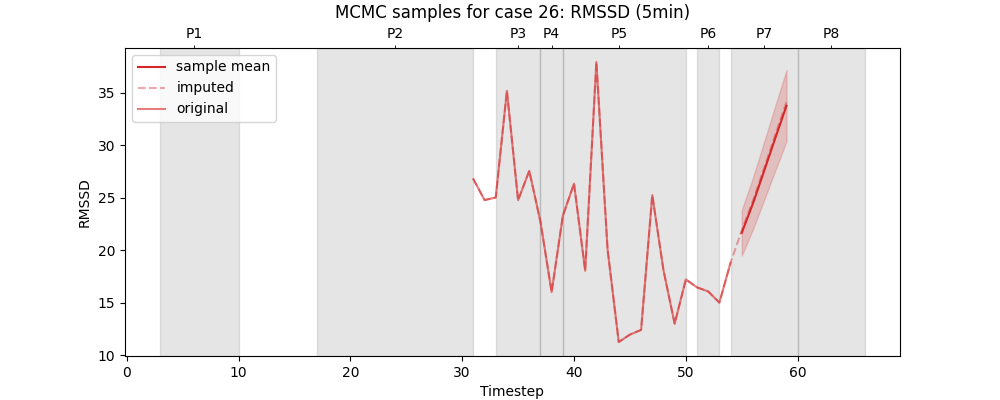 MCMC samples for case 26: RMSSD (5min)
P1 P2 P3 P4 P5 P6 P7 P8
sample mean
imputed
original
35
30
25
20
15
10
RMSSD
0 10 20 30 40 50 60
Timestep